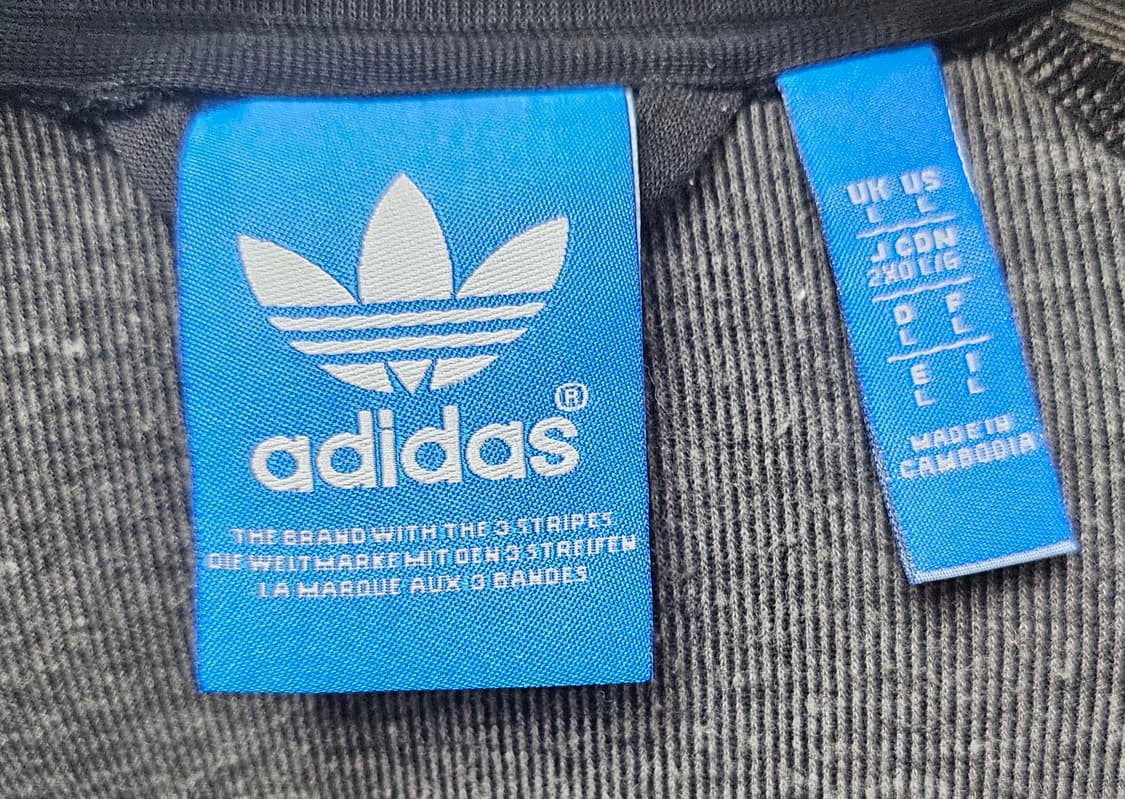 adidas®
THE BRAND WITH THE 3 STRIPES
DIE WELTMARKE MIT DEN 3 STREIFEN
LA MARQUE AUX 3 BANDES
UK US
L L
J CDN
2XO L/G
D F
L L
E I
L L
MADE IN
CAMBODIA